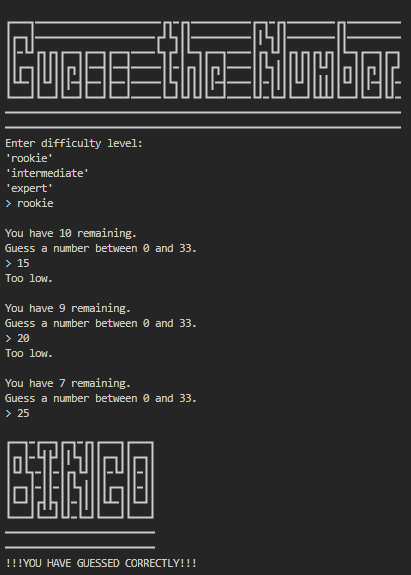 Guess the Number
Enter difficulty level:
'rookie'
'intermediate'
'expert'
> rookie
You have 10 remaining.
Guess a number between 0 and 33.
> 15
Too low.
You have 9 remaining.
Guess a number between 0 and 33.
> 20
Too low.
You have 7 remaining.
Guess a number between 0 and 33.
> 25
BINGO
!!!YOU HAVE GUESSED CORRECTLY!!!